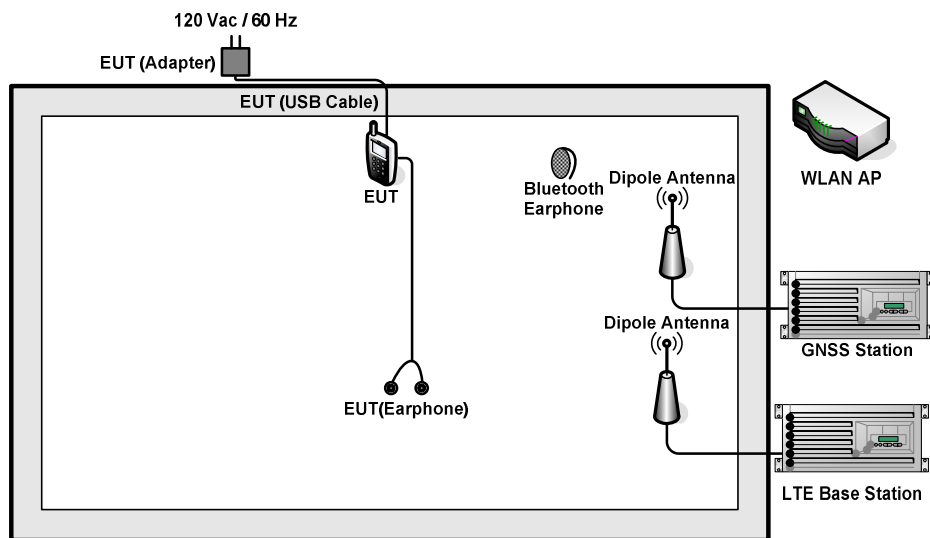 120 Vac / 60 Hz
EUT (Adapter)
EUT (USB Cable)
EUT
Bluetooth
Earphone
Dipole Antenna
WLAN AP
GNSS Station
Dipole Antenna
EUT(Earphone)
LTE Base Station